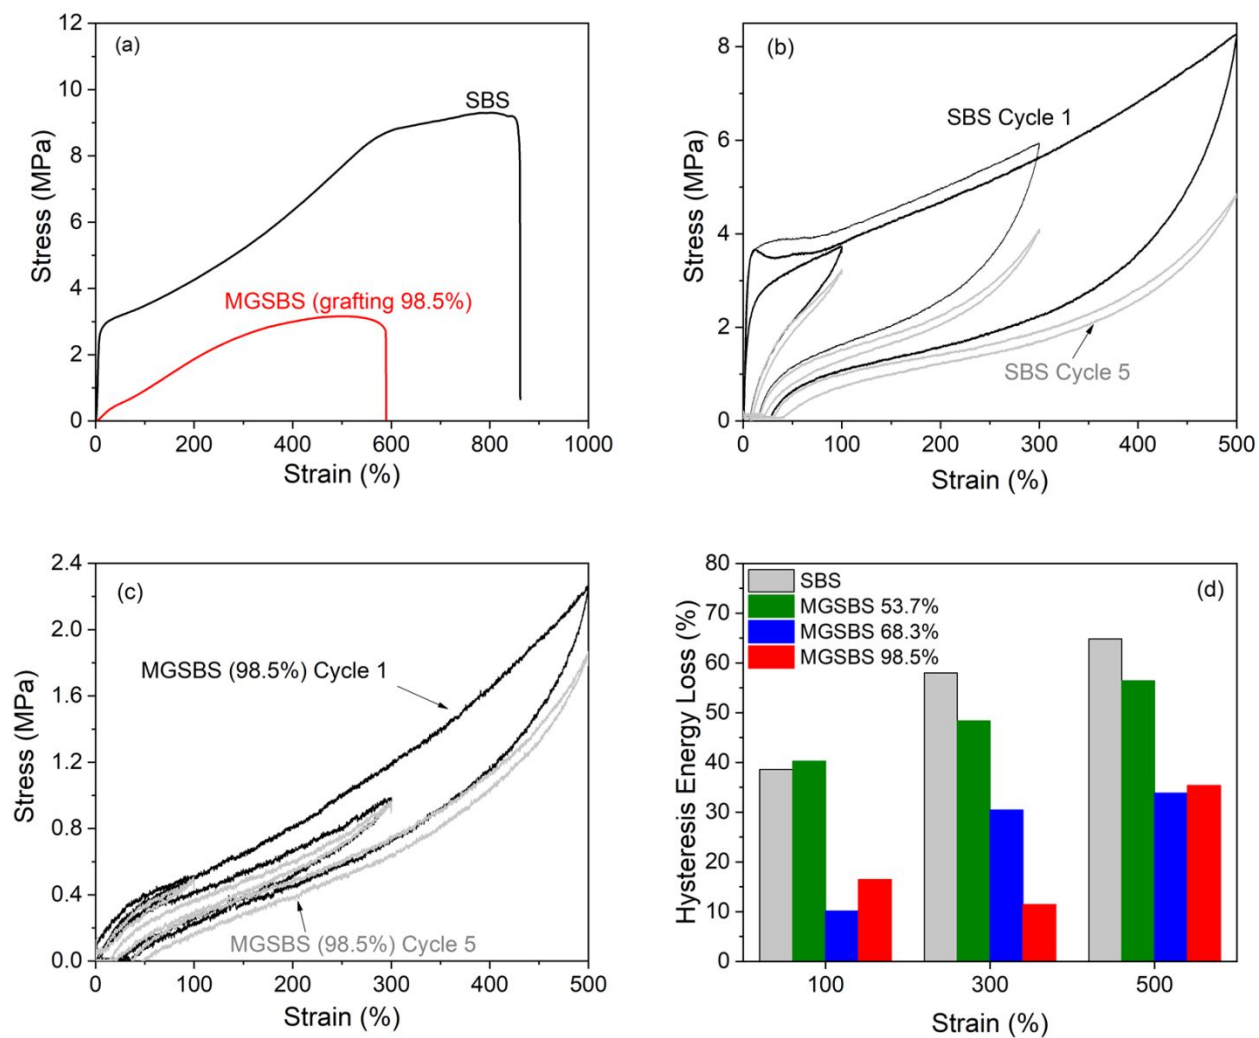 (a)
12
10
8
6
4
2
0
Stress (MPa)
SBS
MGSBS (grafting 98.5%)
0 200 400 600 800 1000
Strain (%)
(b)
8
6
4
2
0
Stress (MPa)
SBS Cycle 1
SBS Cycle 5
0 100 200 300 400 500
Strain (%)
(c)
2.4
2.0
1.6
1.2
0.8
0.4
0.0
Stress (MPa)
MGSBS (98.5%) Cycle 1
MGSBS (98.5%) Cycle 5
0 100 200 300 400 500
Strain (%)
(d)
80
70
60
50
40
30
20
10
0
Hysteresis Energy Loss (%)
SBS
MGSBS 53.7%
MGSBS 68.3%
MGSBS 98.5%
100 300 500
Strain (%)